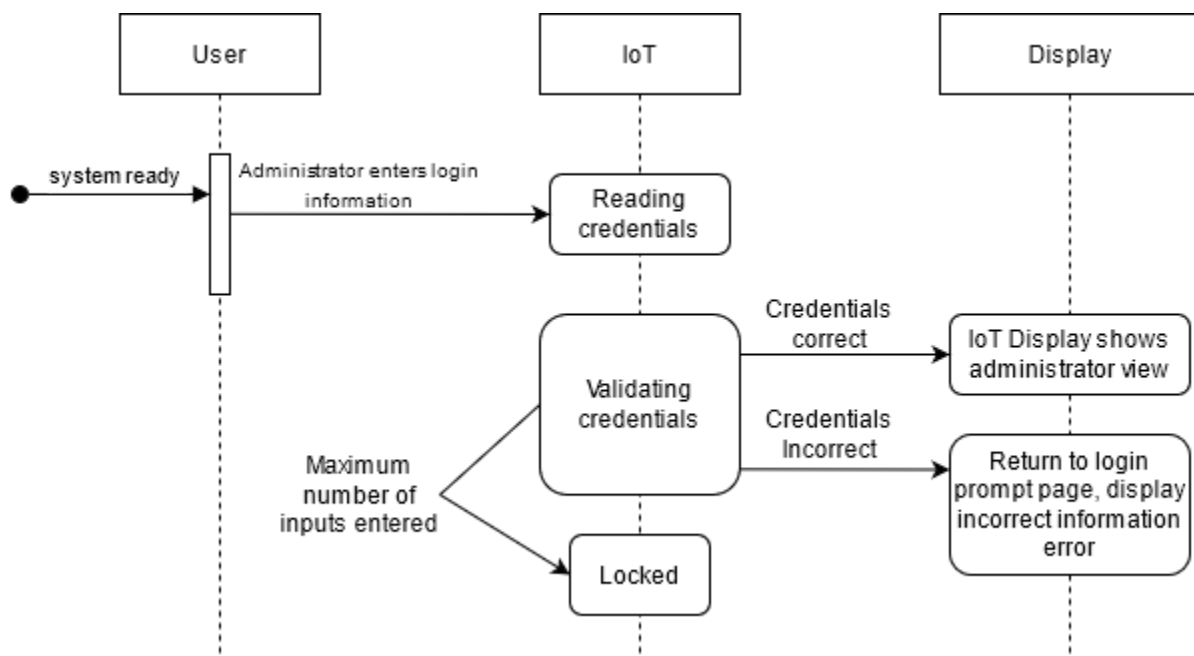 User
IoT
Display
system ready
Administrator enters login
information
Reading
credentials
Credentials
correct
IoT Display shows
administrator view
Validating
credentials
Credentials
Incorrect
Maximum
number of
inputs entered
Return to login
prompt page, display
incorrect information
error
Locked